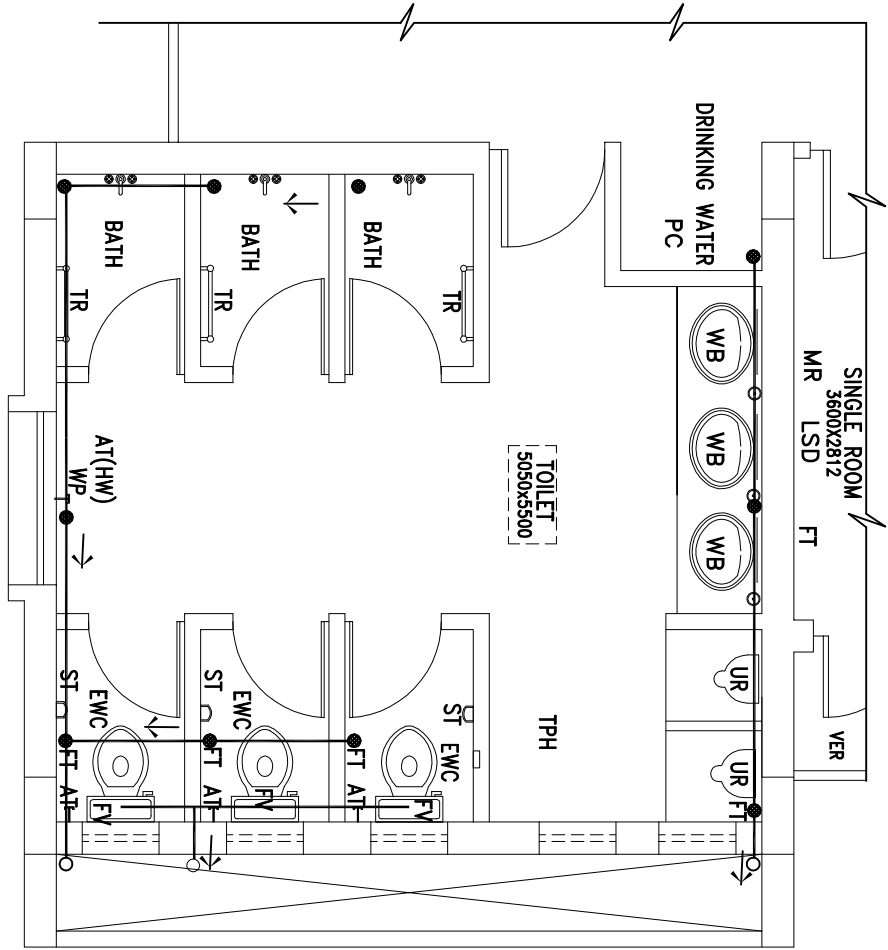 DRINKING WATER
PC
SINGLE ROOM
3600X2812
MR LSD
FT
VER
BATH
BATH
BATH
TR
TR
TR
WB
WB
WB
TOILET
5050x5500
AT(HW)
WP
UR
UR
FT
TPH
ST
EWC
ST
EWC
ST
EWC
FT
FT
FT
AT
AT
AT
FV
FV
FV